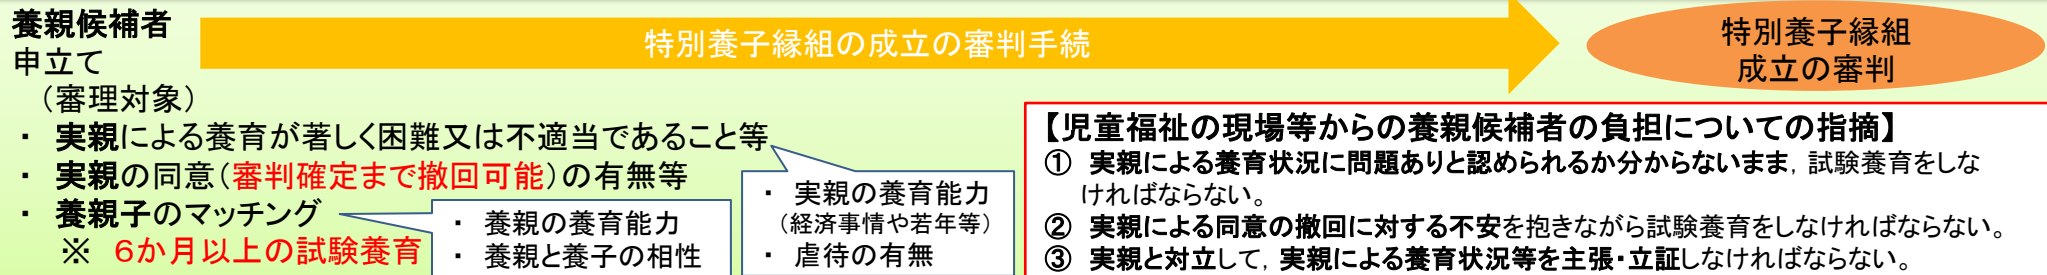 養親候補者
申立て
（審理対象）
・ 実親による養育が著しく困難又は不適当であること等
・ 実親の同意（審判確定まで撤回可能）の有無等
・ 養親子のマッチング
※ ６か月以上の試験養育
特別養子縁組の成立の審判手続
特別養子縁組
成立の審判
・ 養親の養育能力
・ 養親と養子の相性
・ 実親の養育能力
（経済事情や若年等）
・ 虐待の有無
【児童福祉の現場等からの養親候補者の負担についての指摘】
① 実親による養育状況に問題ありと認められるか分からないまま，試験養育をしな
ければならない。
② 実親による同意の撤回に対する不安を抱きながら試験養育をしなければならない。
③ 実親と対立して，実親による養育状況等を主張・立証しなければならない。